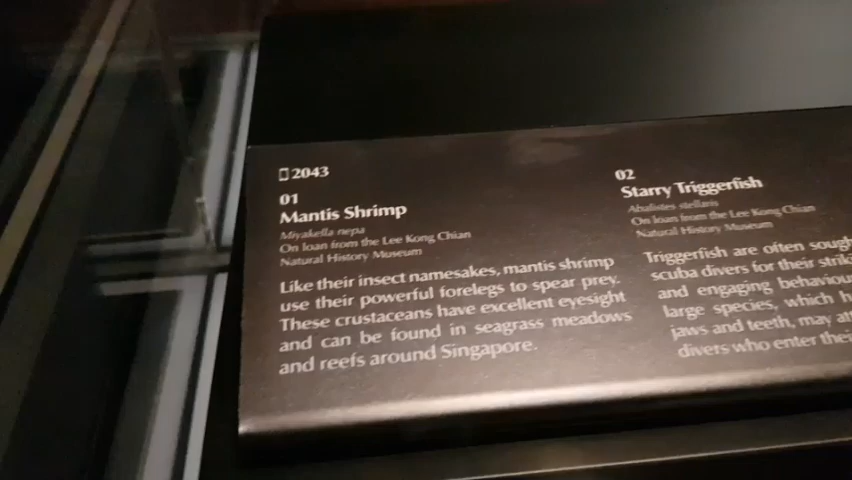 2043
01
Mantis Shrimp
Miyakella nepa
On loan from the Lee Kong Chian
Natural History Museum
Like their insect namesakes, mantis shrimp
use their powerful forelegs to spear prey.
These crustaceans have excellent eyesight
and can be found in seagrass meadows
and reefs around Singapore.
02
Starry Triggerfish
Abalistes stellaris
On loan from the Lee Kong Chian
Natural History Museum
Triggerfish are often
scuba divers for their
and engaging
large species, which
jaws and teeth, may
divers who enter